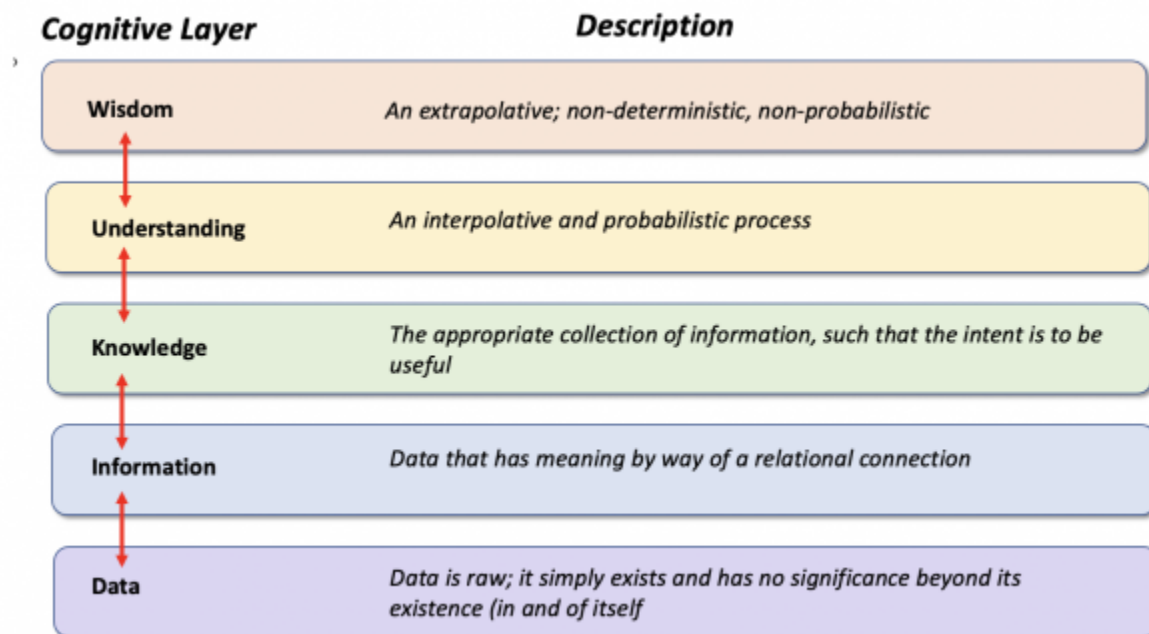 Cognitive Layer Description
Wisdom An extrapolative; non-deterministic, non-probabilistic
Understanding An interpolative and probabilistic process
Knowledge The appropriate collection of information, such that the intent is to be
useful
Information Data that has meaning by way of a relational connection
Data Data is raw; it simply exists and has no significance beyond its
existence (in and of itself